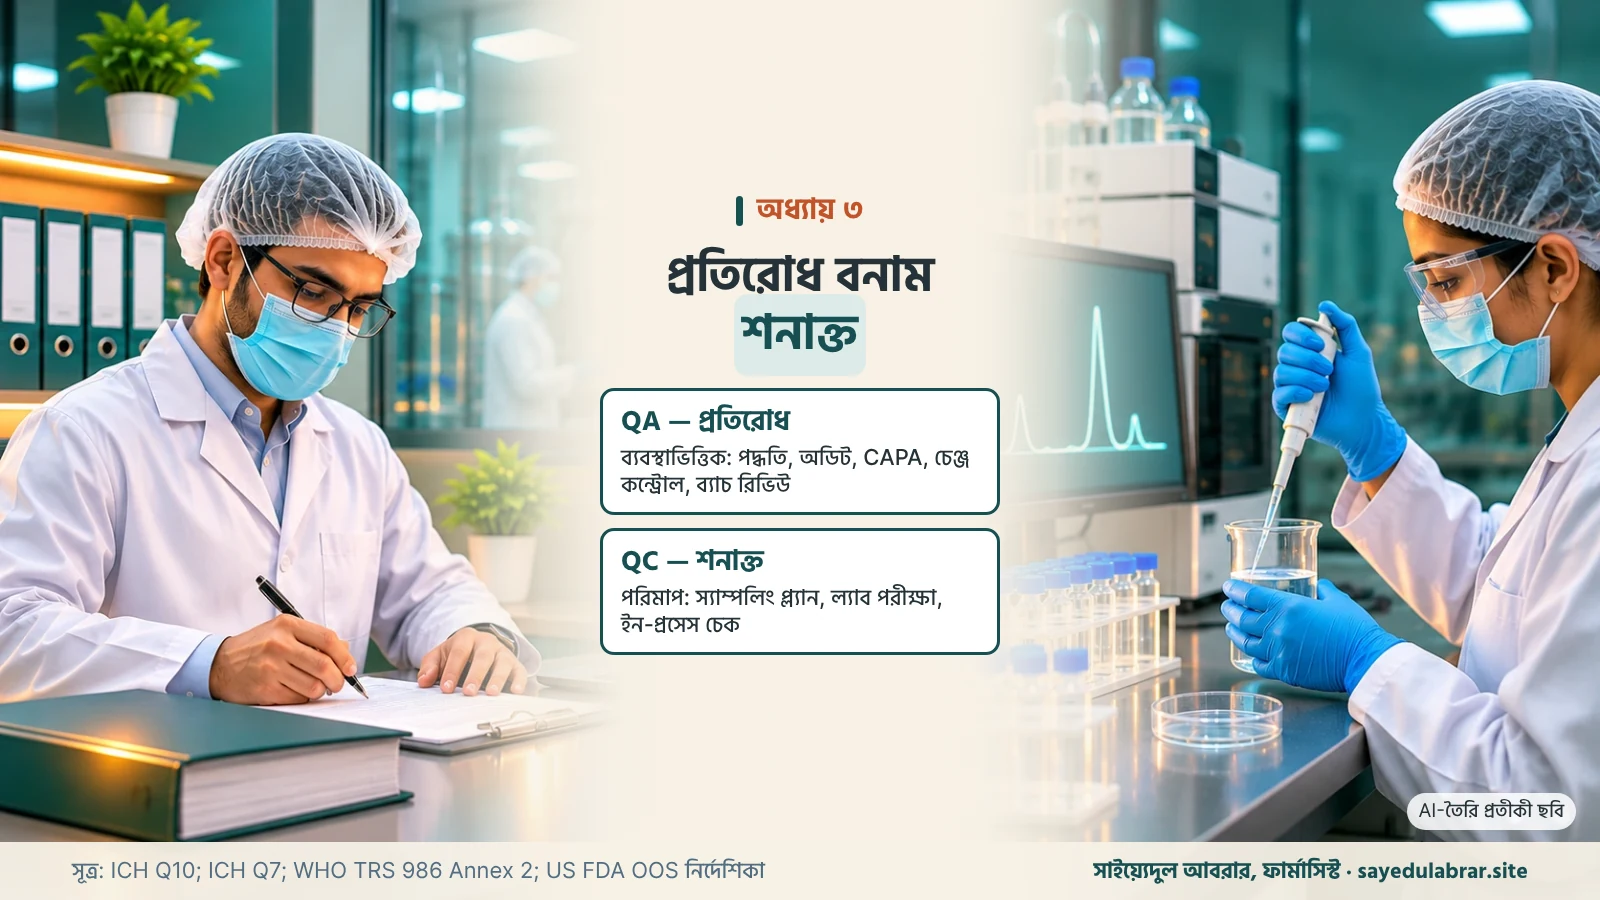 অধ্যায় ৩
প্রতিরোধ বনাম
শনাক্ত
QA — প্রতিরোধ
ব্যবস্থাভিত্তিক: পদ্ধতি, অডিট, CAPA, চেঞ্জ
কন্ট্রোল, ব্যাচ রিভিউ
QC — শনাক্ত
পরিমাপ: স্যাম্পলিং প্ল্যান, ল্যাব পরীক্ষা,
ইন-প্রসেস চেক
AI-তৈরি প্রতীকী ছবি
সূত্র: ICH Q10; ICH Q7; WHO TRS 986 Annex 2; US FDA OOS নির্দেশিকা
সাইয়্যেদুল আবরার, ফার্মাসিস্ট · sayedulabrar.site